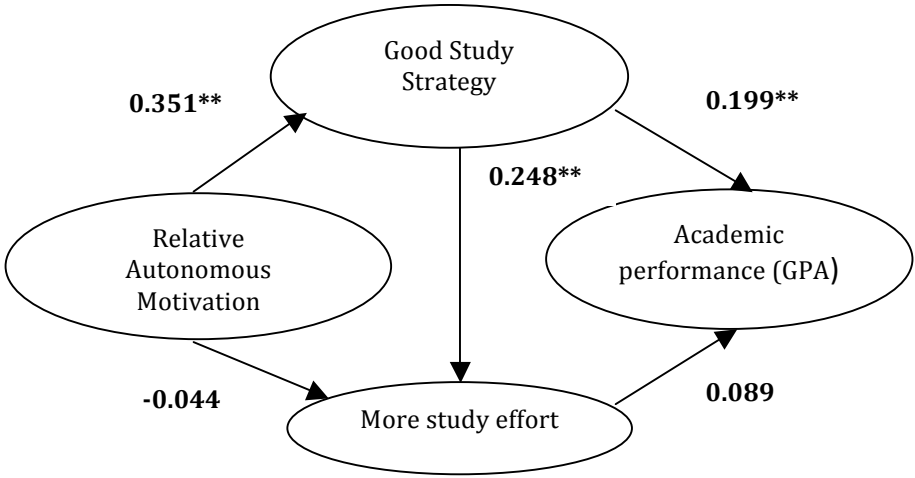 Good Study
Strategy
0.351**
0.199**
0.248**
Relative
Autonomous
Motivation
Academic
performance (GPA)
-0.044
More study effort
0.089